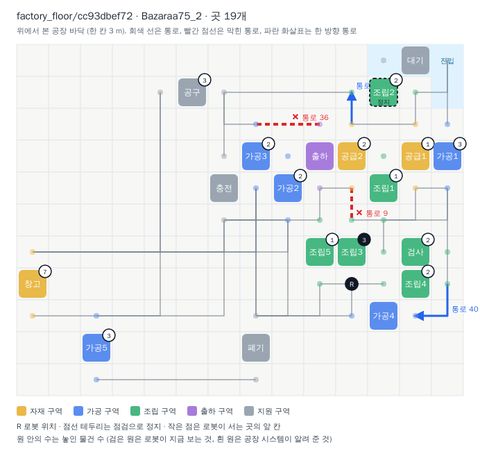 factory_floor/cc93dbef72 · Bazaraa75_2 · 곳 19개
위에서 본 공장 바닥 (한 칸 3 m). 회색 선은 통로, 빨간 점선은 막힌 통로, 파란 화살표는 한 방향 통로
대기
공구 3
조립2 2
정지
통로 36
가공3 2
출하
공급2 2
공급1 1
가공1 3
충전
가공2 2
조립1 1
통로 9
조립5 1
조립3 3
검사 2
창고 7
R
조립4 2
통로 40
가공4
가공5 3
폐기
자재 구역
가공 구역
조립 구역
출하 구역
지원 구역
R 로봇 위치 · 점선 테두리는 점검으로 정지 · 작은 점은 로봇이 서는 곳의 앞 칸
원 안의 수는 놓인 물건 수 (검은 원은 로봇이 지금 보는 것, 흰 원은 공장 시스템이 알려 준 것)